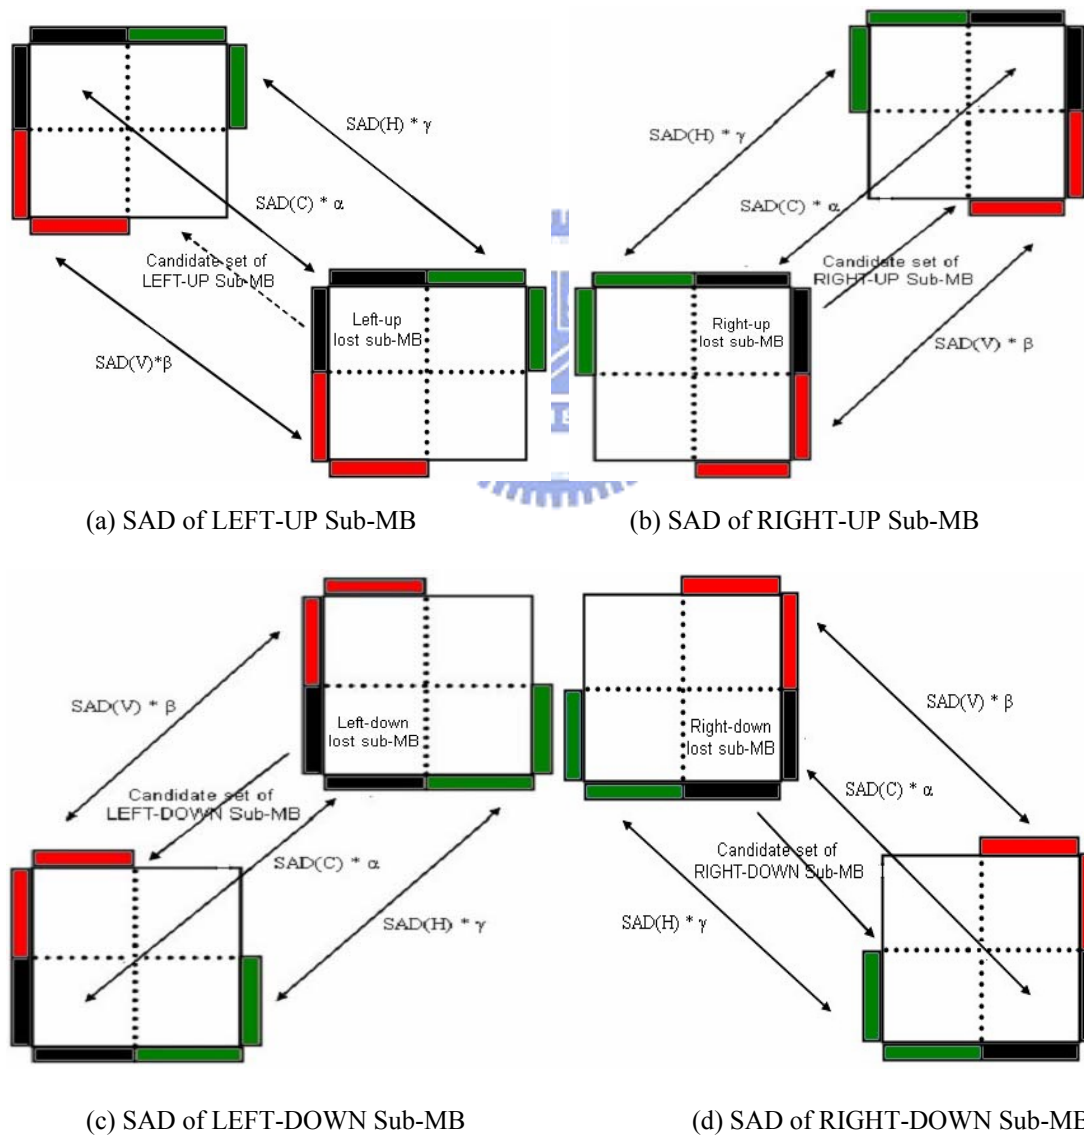 SAD(H) * γ
SAD(C) * α
Candidate set of
LEFT-UP Sub-MB
SAD(V)*β
Left-up
lost sub-MB
SAD(H) * γ
SAD(C) * α
Candidate set of
RIGHT-UP Sub-MB
SAD(V) * β
Right-up
lost sub-MB
(a) SAD of LEFT-UP Sub-MB
(b) SAD of RIGHT-UP Sub-MB
SAD(V) * β
Left-down
lost sub-MB
Candidate set of
LEFT-DOWN Sub-MB
SAD(C) * α
SAD(H) * γ
Right-down
lost sub-MB
SAD(V) * β
SAD(C) * α
Candidate set of
RIGHT-DOWN Sub-MB
SAD(H) * γ
(c) SAD of LEFT-DOWN Sub-MB
(d) SAD of RIGHT-DOWN Sub-MB